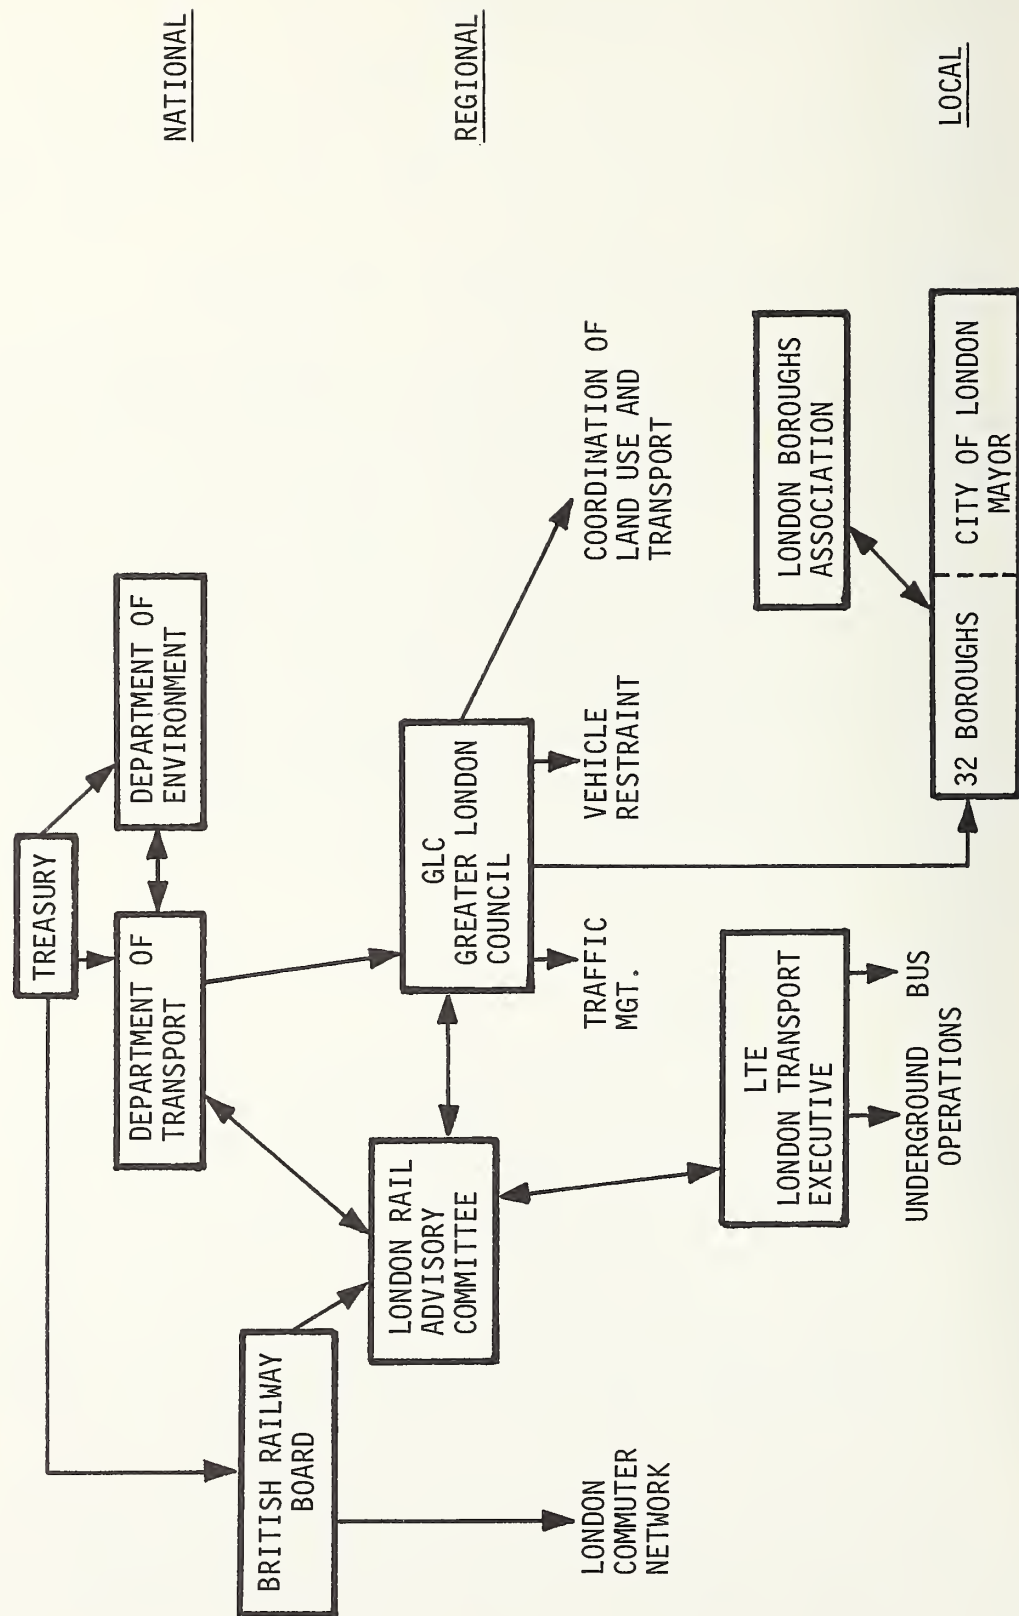 TREASURY
NATIONAL
DEPARTMENT OF
TRANSPORT
DEPARTMENT OF
ENVIRONMENT
BRITISH RAILWAY
BOARD
LONDON RAIL
ADVISORY
COMMITTEE
GLC
GREATER LONDON
COUNCIL
REGIONAL
LONDON
COMMUTER
NETWORK
TRAFFIC
MGT.
VEHICLE
RESTRAINT
COORDINATION OF
LAND USE AND
TRANSPORT
LTE
LONDON TRANSPORT
EXECUTIVE
LONDON BOROUGHS
ASSOCIATION
UNDERGROUND BUS
OPERATIONS
32 BOROUGHS
CITY OF LONDON
MAYOR
LOCAL